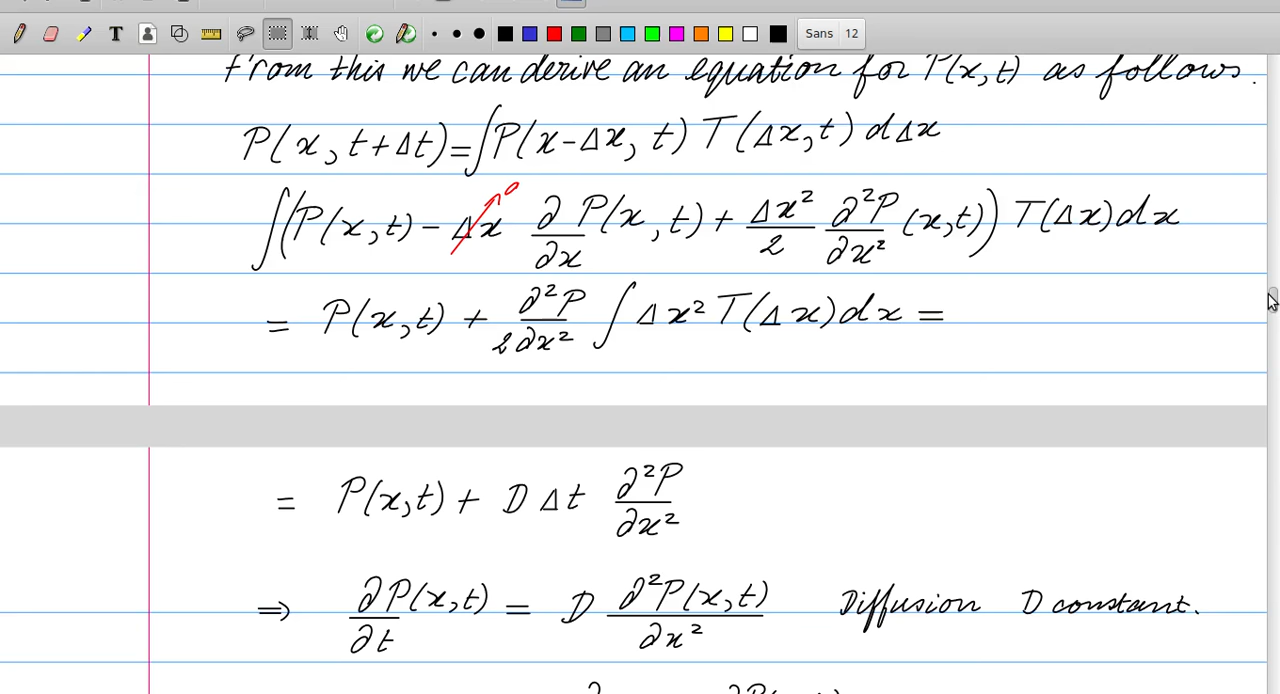 Sans 12
From this we can derive an equation for P(x,t) as follows.
P(x, t+Δt)=∫P(x-Δx, t) T(Δx,t) dΔx
∫(P(x,t) - Δx ∂/∂x P(x,t) + Δx²/2 ∂²P/∂x² (x,t)) T(Δx)dx
0
= P(x,t) + ∂²P/2∂x² ∫ Δx² T(Δx)dx =
= P(x,t) + D Δt ∂²P/∂x²
⇒ ∂P(x,t)/∂t = D ∂²P(x,t)/∂x² Diffusion D constant.